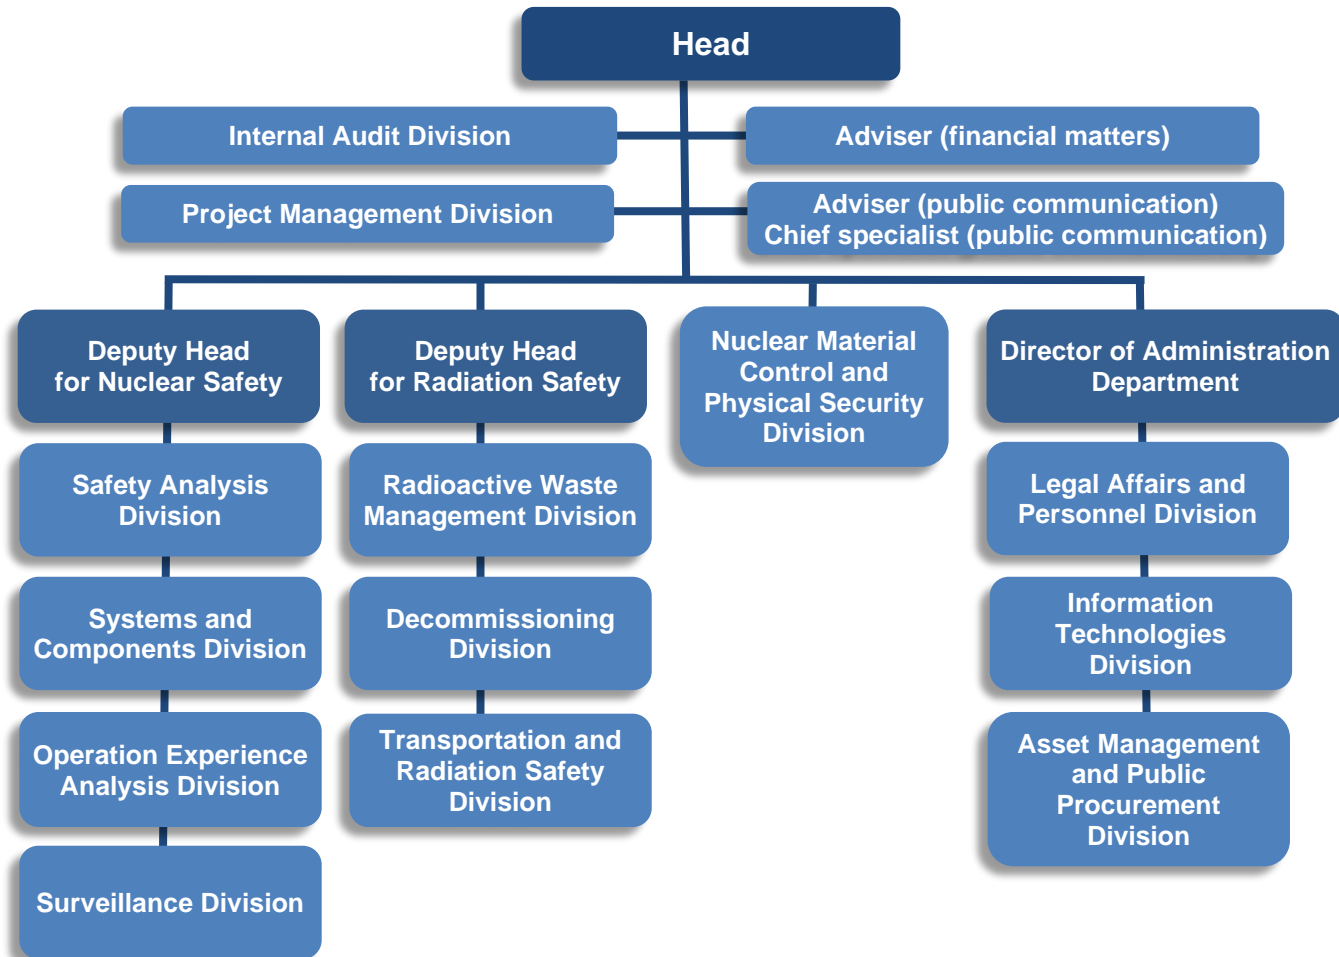 Head
Internal Audit Division
Adviser (financial matters)
Project Management Division
Adviser (public communication)
Chief specialist (public communication)
Deputy Head
for Nuclear Safety
Deputy Head
for Radiation Safety
Nuclear Material
Control and
Physical Security
Division
Director of Administration
Department
Safety Analysis
Division
Radioactive Waste
Management Division
Legal Affairs and
Personnel Division
Systems and
Components Division
Decommissioning
Division
Information
Technologies
Division
Operation Experience
Analysis Division
Transportation and
Radiation Safety
Division
Asset Management
and Public
Procurement
Division
Surveillance Division